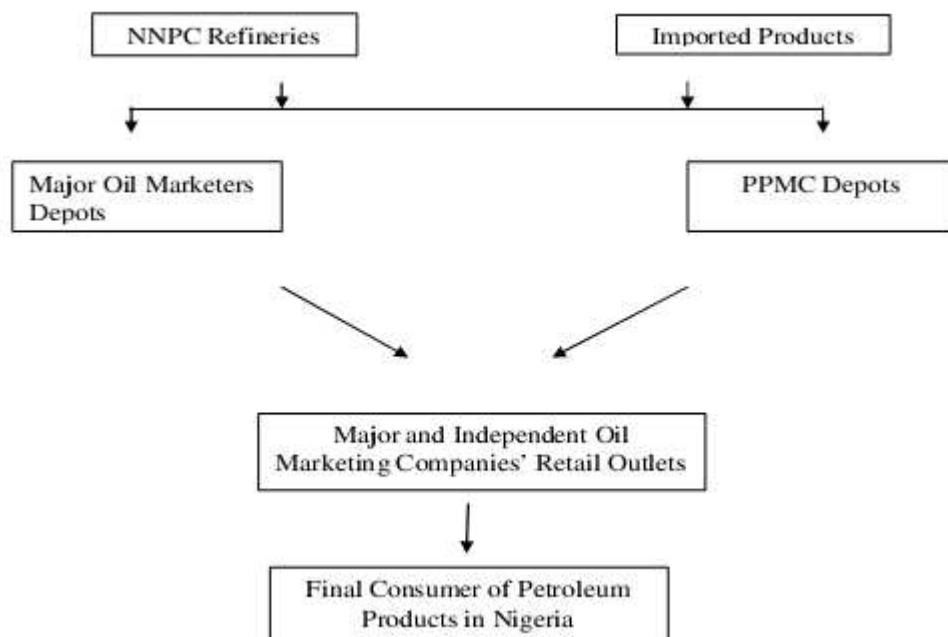 NNPC Refineries
Imported Products
Major Oil Marketers
Depots
PPMC Depots
Major and Independent Oil
Marketing Companies’ Retail Outlets
Final Consumer of Petroleum
Products in Nigeria